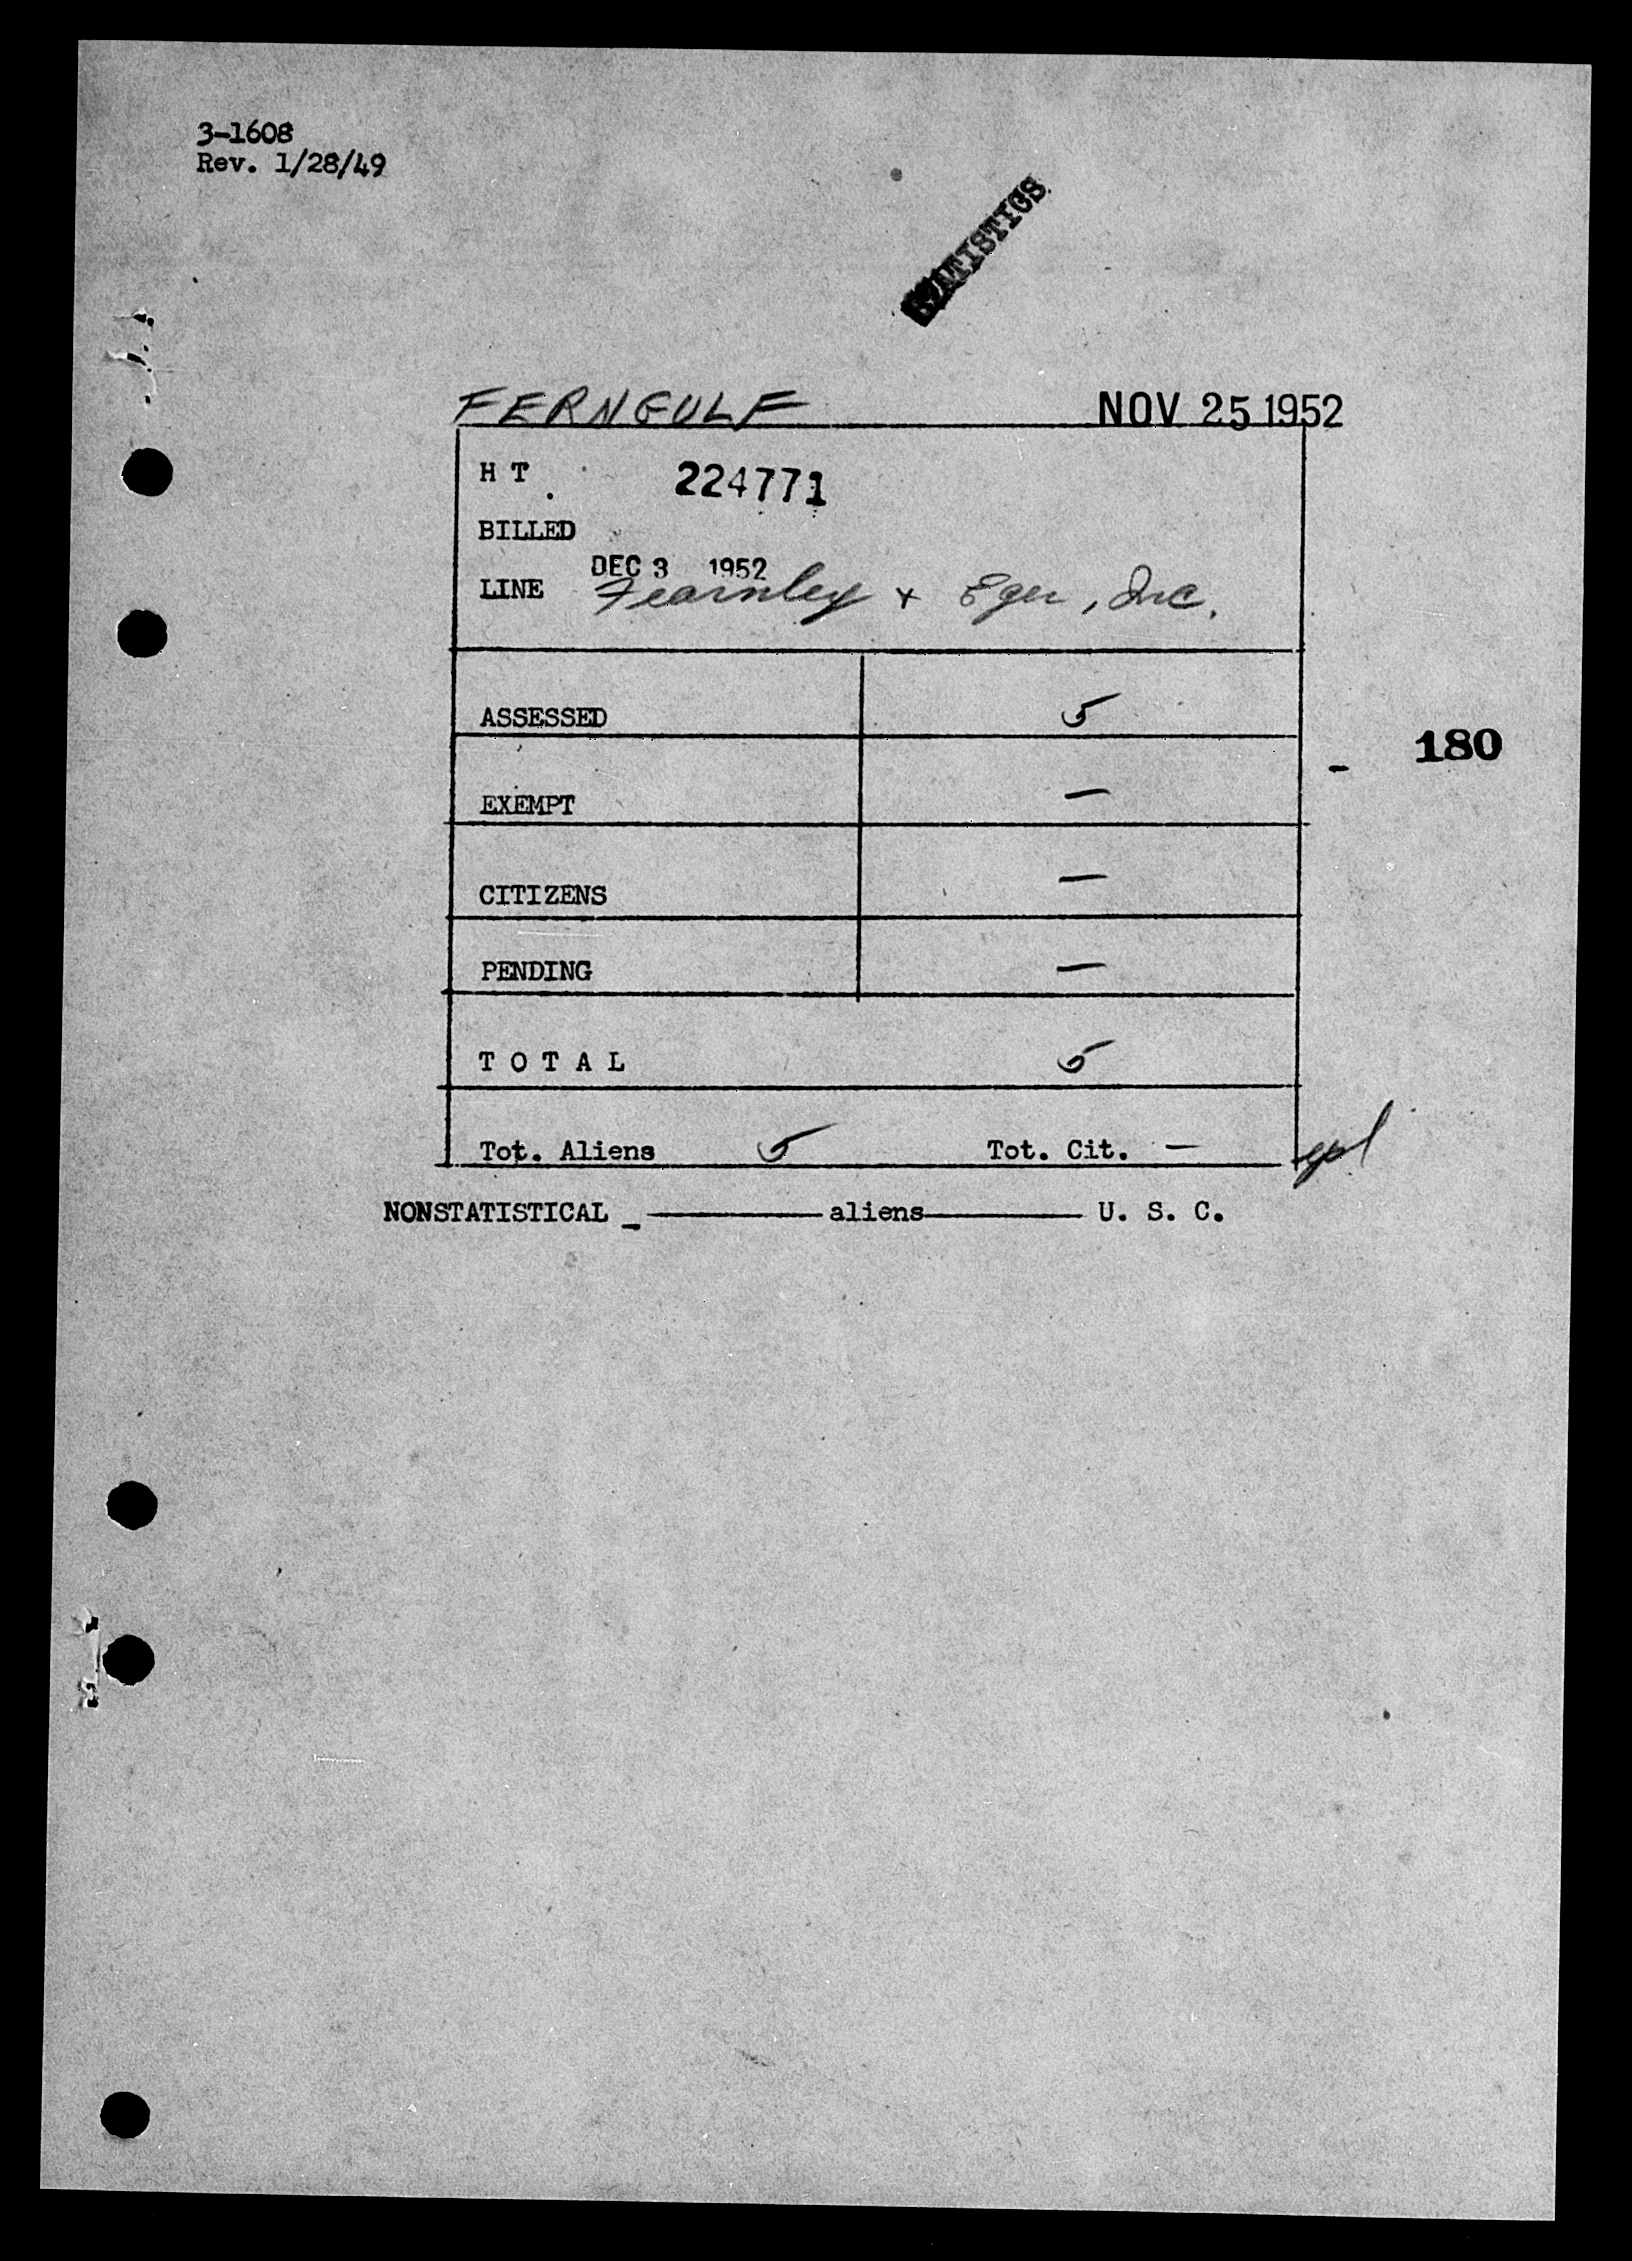 3-1608
Rev. 1/28/49
STATISTICS
FERNGULF NOV 25 1952
H T 224771
BILLED
DEC 3 1952
LINE Fearnley + Eger, Inc.
ASSESSED 5
180
EXEMPT —
CITIZENS —
PENDING —
T O T A L 5
Tot. Aliens 5 Tot. Cit. —
NONSTATISTICAL _ ———— aliens ———— U. S. C.